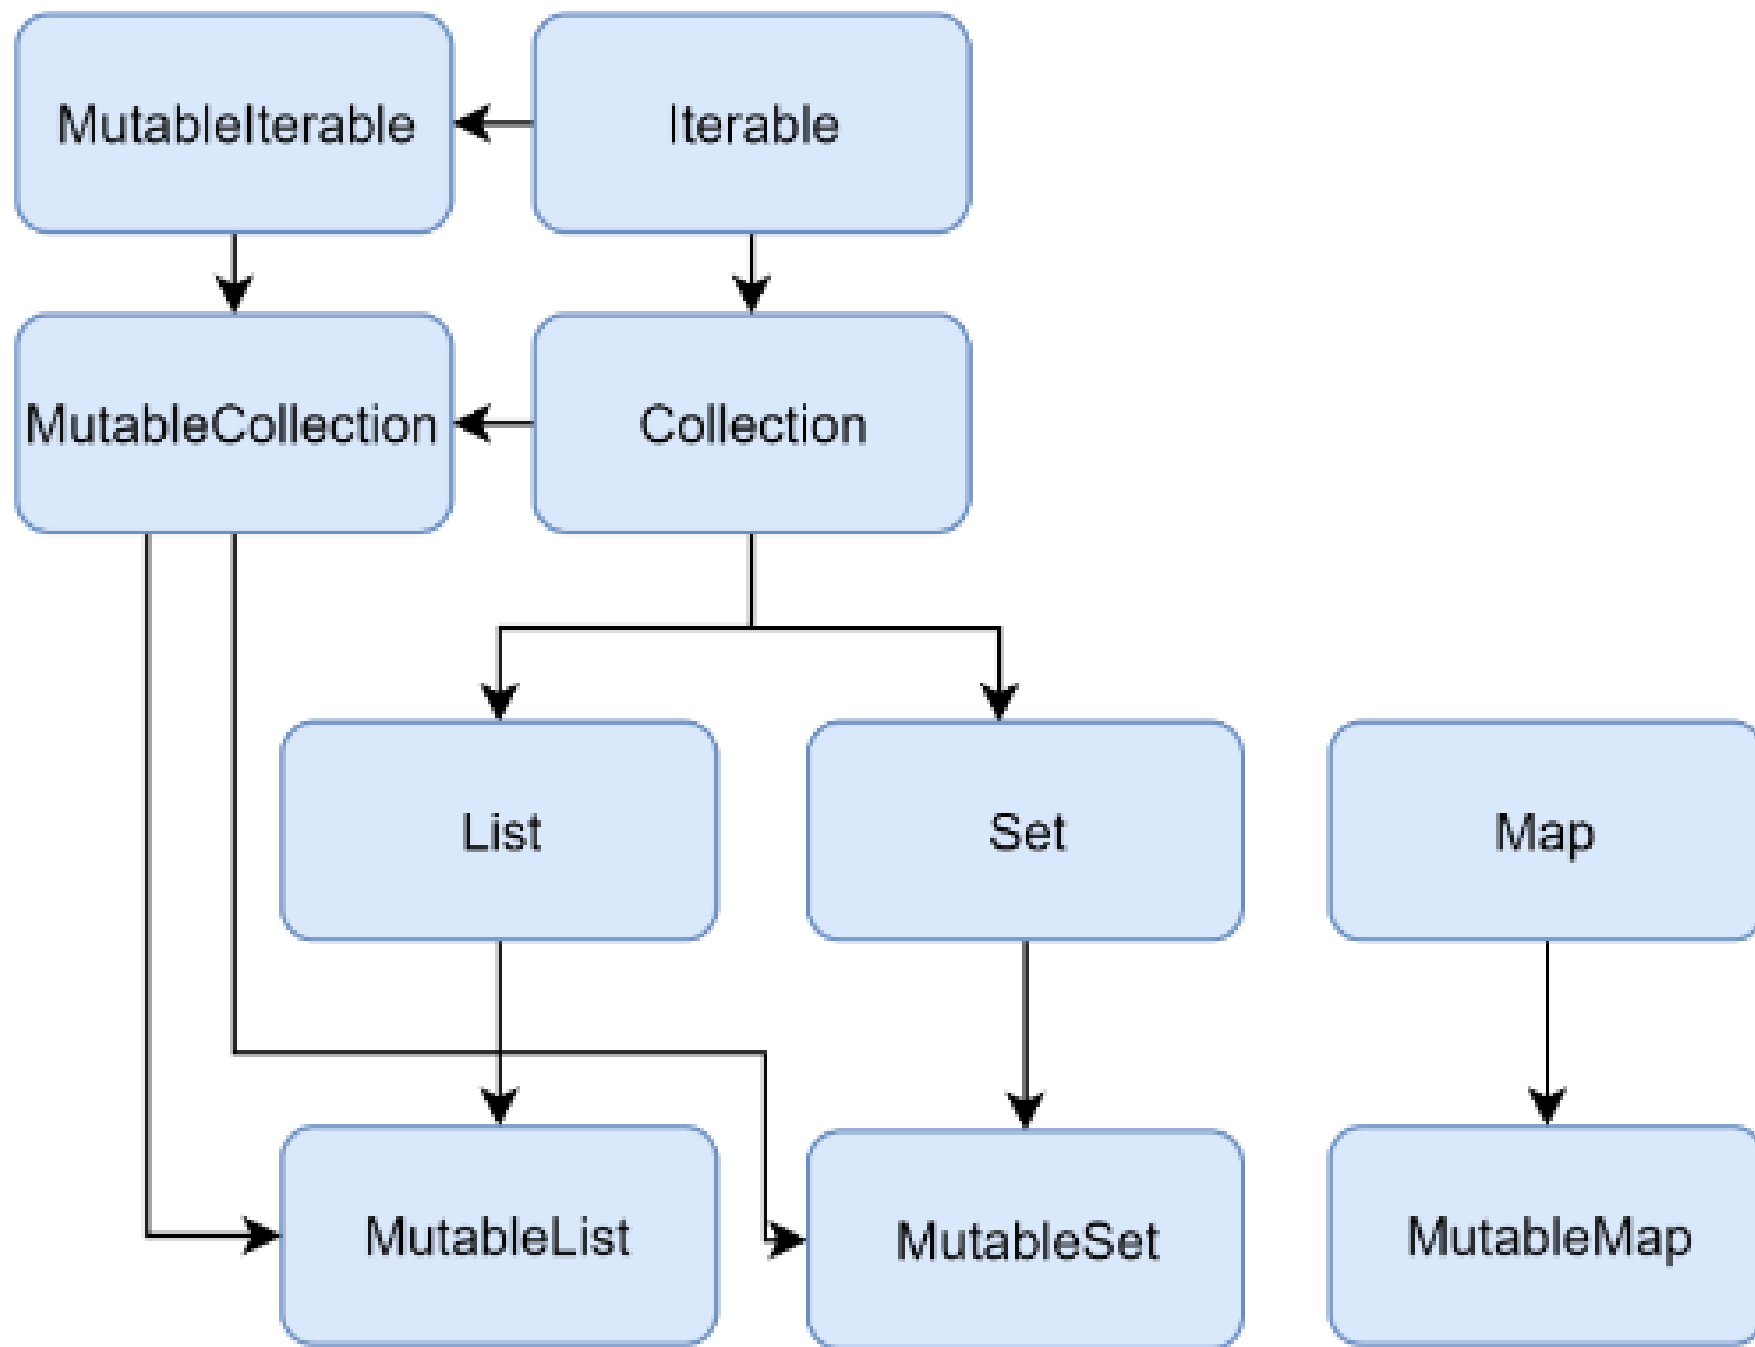 MutableIterable
Iterable
MutableCollection
Collection
List
Set
Map
MutableList
MutableSet
MutableMap